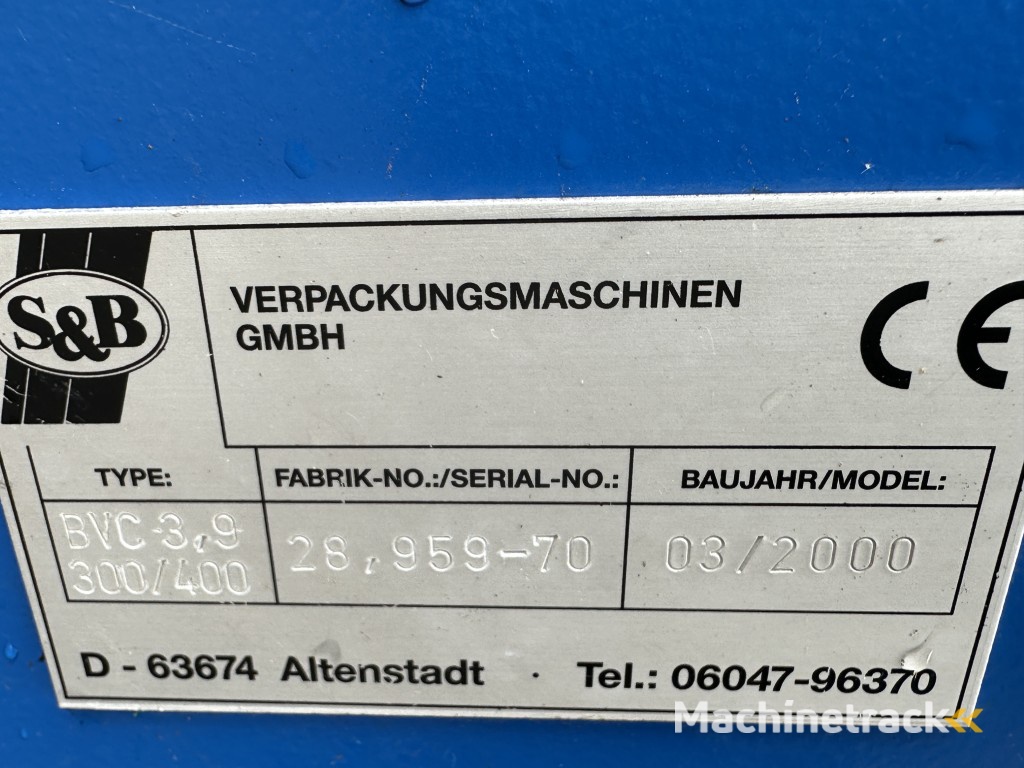 S&B
VERPACKUNGSMASCHINEN
GMBH
CE
TYPE:
FABRIK-NO.:/SERIAL-NO.:
BAUJAHR/MODEL:
BVC-3,9
300/400
28,959-70
03/2000
D - 63674 Altenstadt · Tel.: 06047-96370
Machinetrack